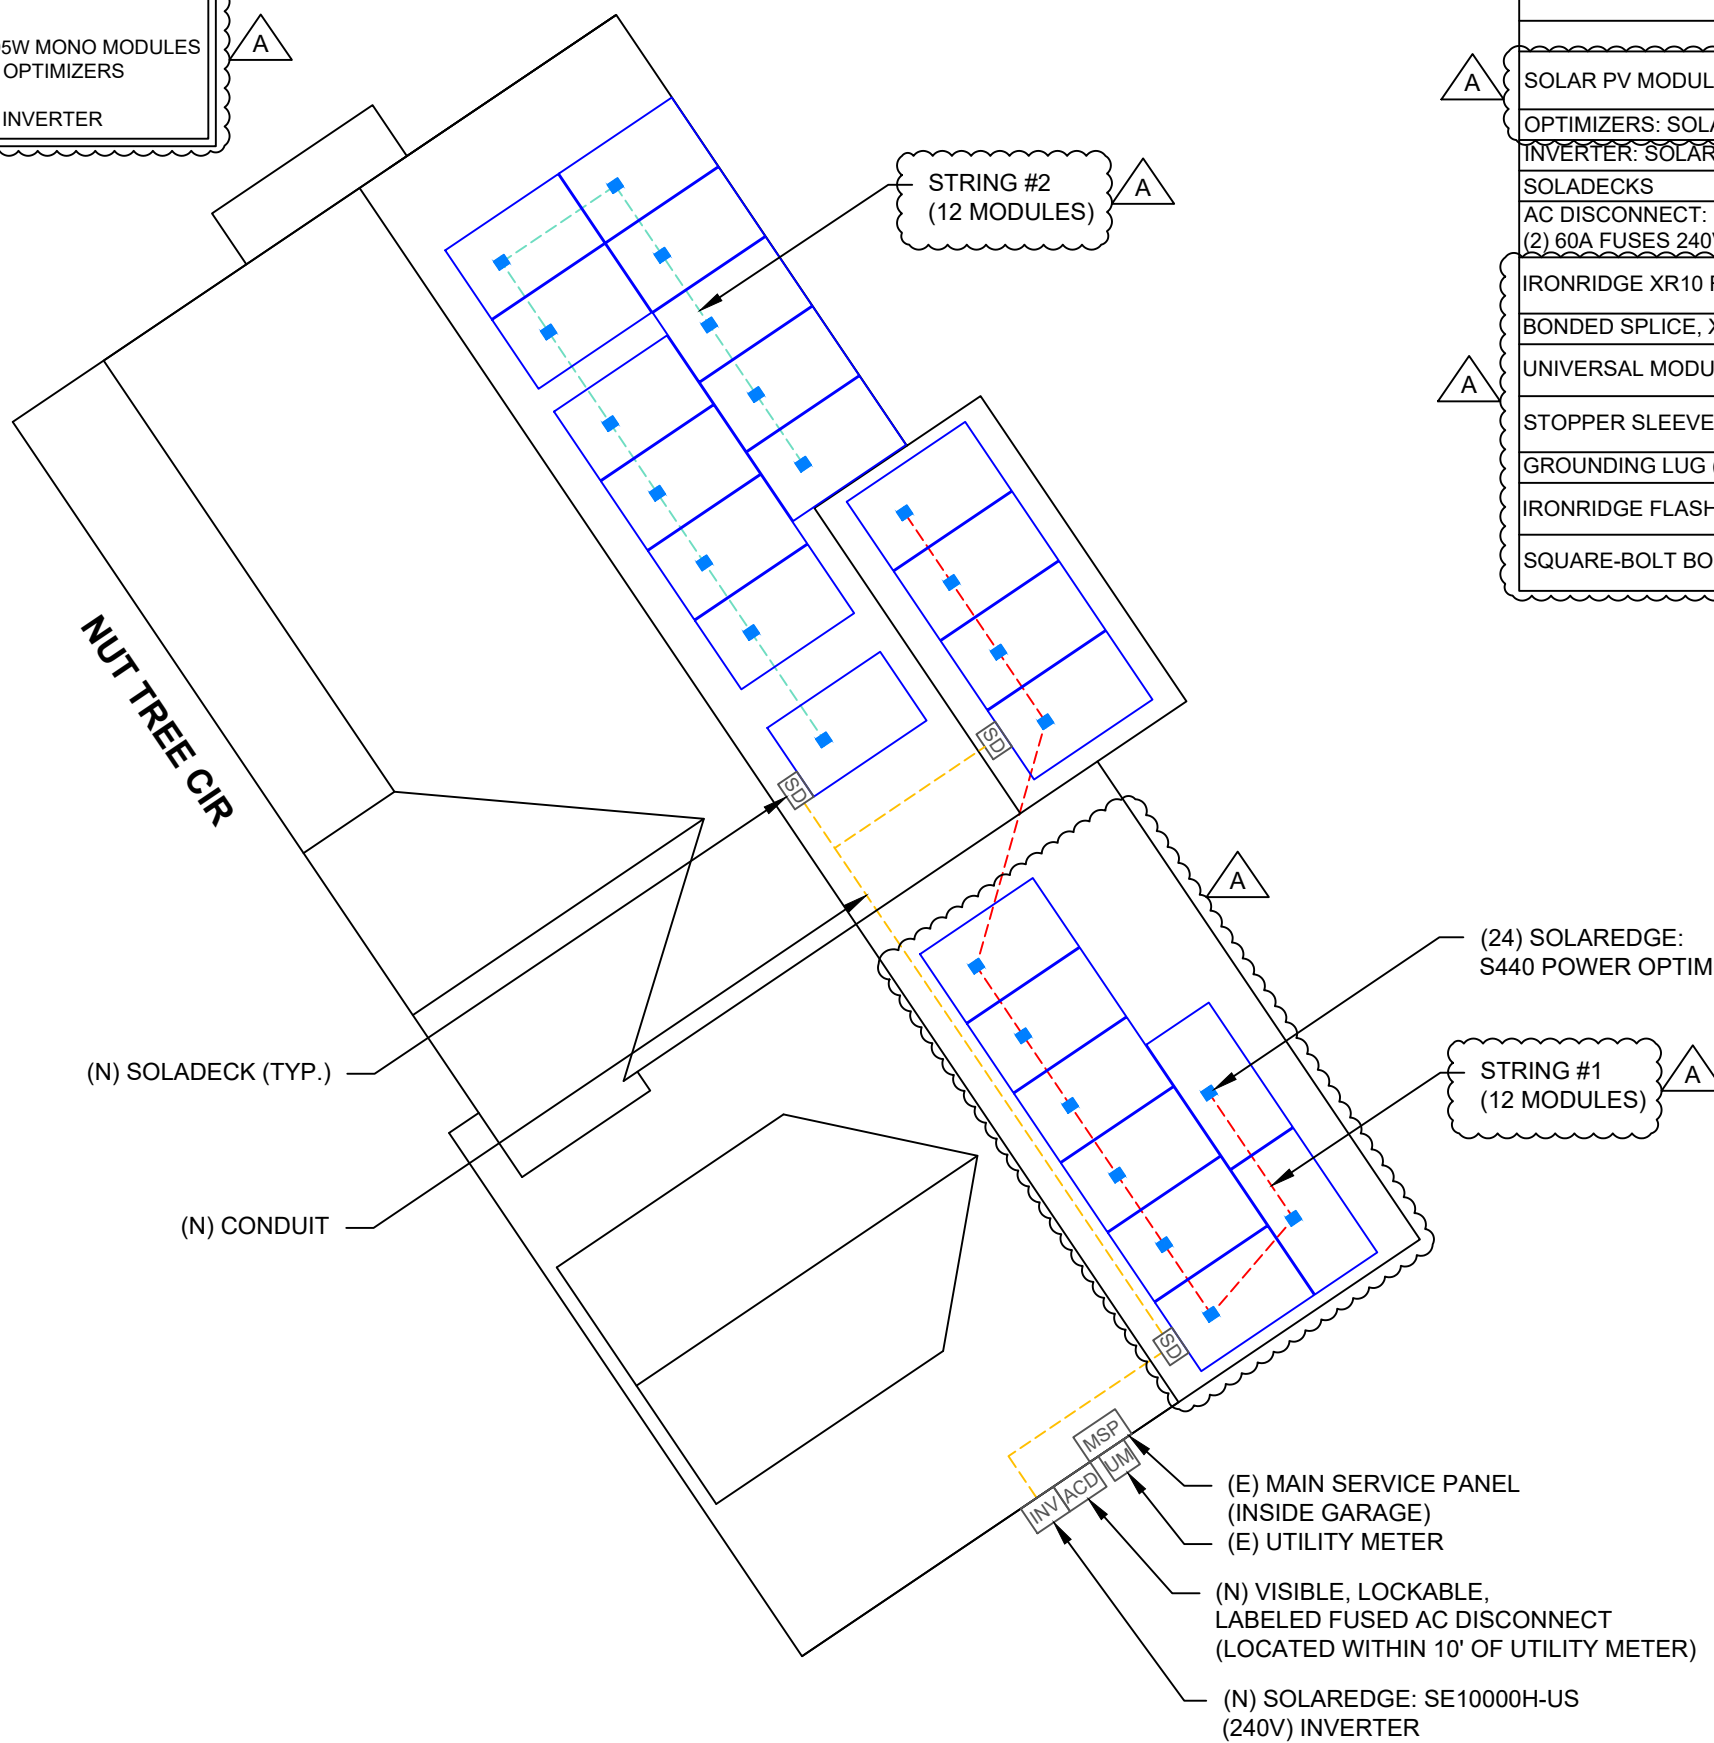 5W MONO MODULES
OPTIMIZERS
INVERTER
A
A
SOLAR PV MODUL
OPTIMIZERS: SOLA
INVERTER: SOLAR
SOLADECKS
AC DISCONNECT:
(2) 60A FUSES 240V
A
IRONRIDGE XR10
BONDED SPLICE, X
UNIVERSAL MODU
STOPPER SLEEVE
GROUNDING LUG
IRONRIDGE FLASH
SQUARE-BOLT BO
STRING #2
(12 MODULES)
A
NUT TREE CIR
SD
SD
A
(24) SOLAREDGE:
S440 POWER OPTIM
STRING #1
(12 MODULES)
A
(N) SOLADECK (TYP.)
(N) CONDUIT
SD
MSP
UM
ACD
INV
(E) MAIN SERVICE PANEL
(INSIDE GARAGE)
(E) UTILITY METER
(N) VISIBLE, LOCKABLE,
LABELED FUSED AC DISCONNECT
(LOCATED WITHIN 10' OF UTILITY METER)
(N) SOLAREDGE: SE10000H-US
(240V) INVERTER